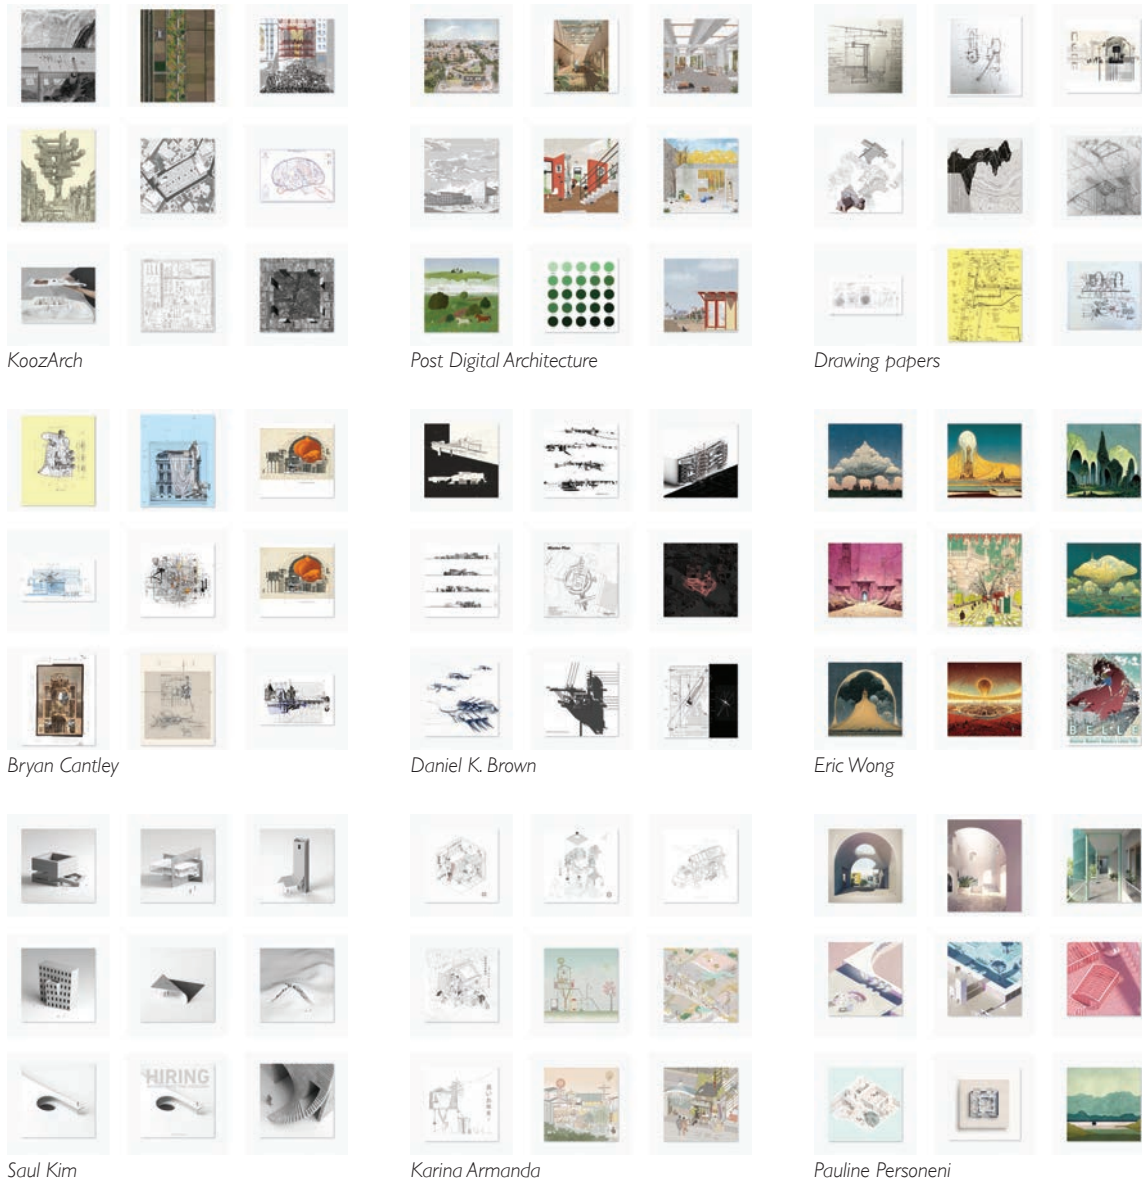 KoozArch
Post Digital Architecture
Drawing papers
BELLE
Bryan Cantley
Daniel K. Brown
Eric Wong
HIRING
Saul Kim
Karina Armanda
Pauline Personeni